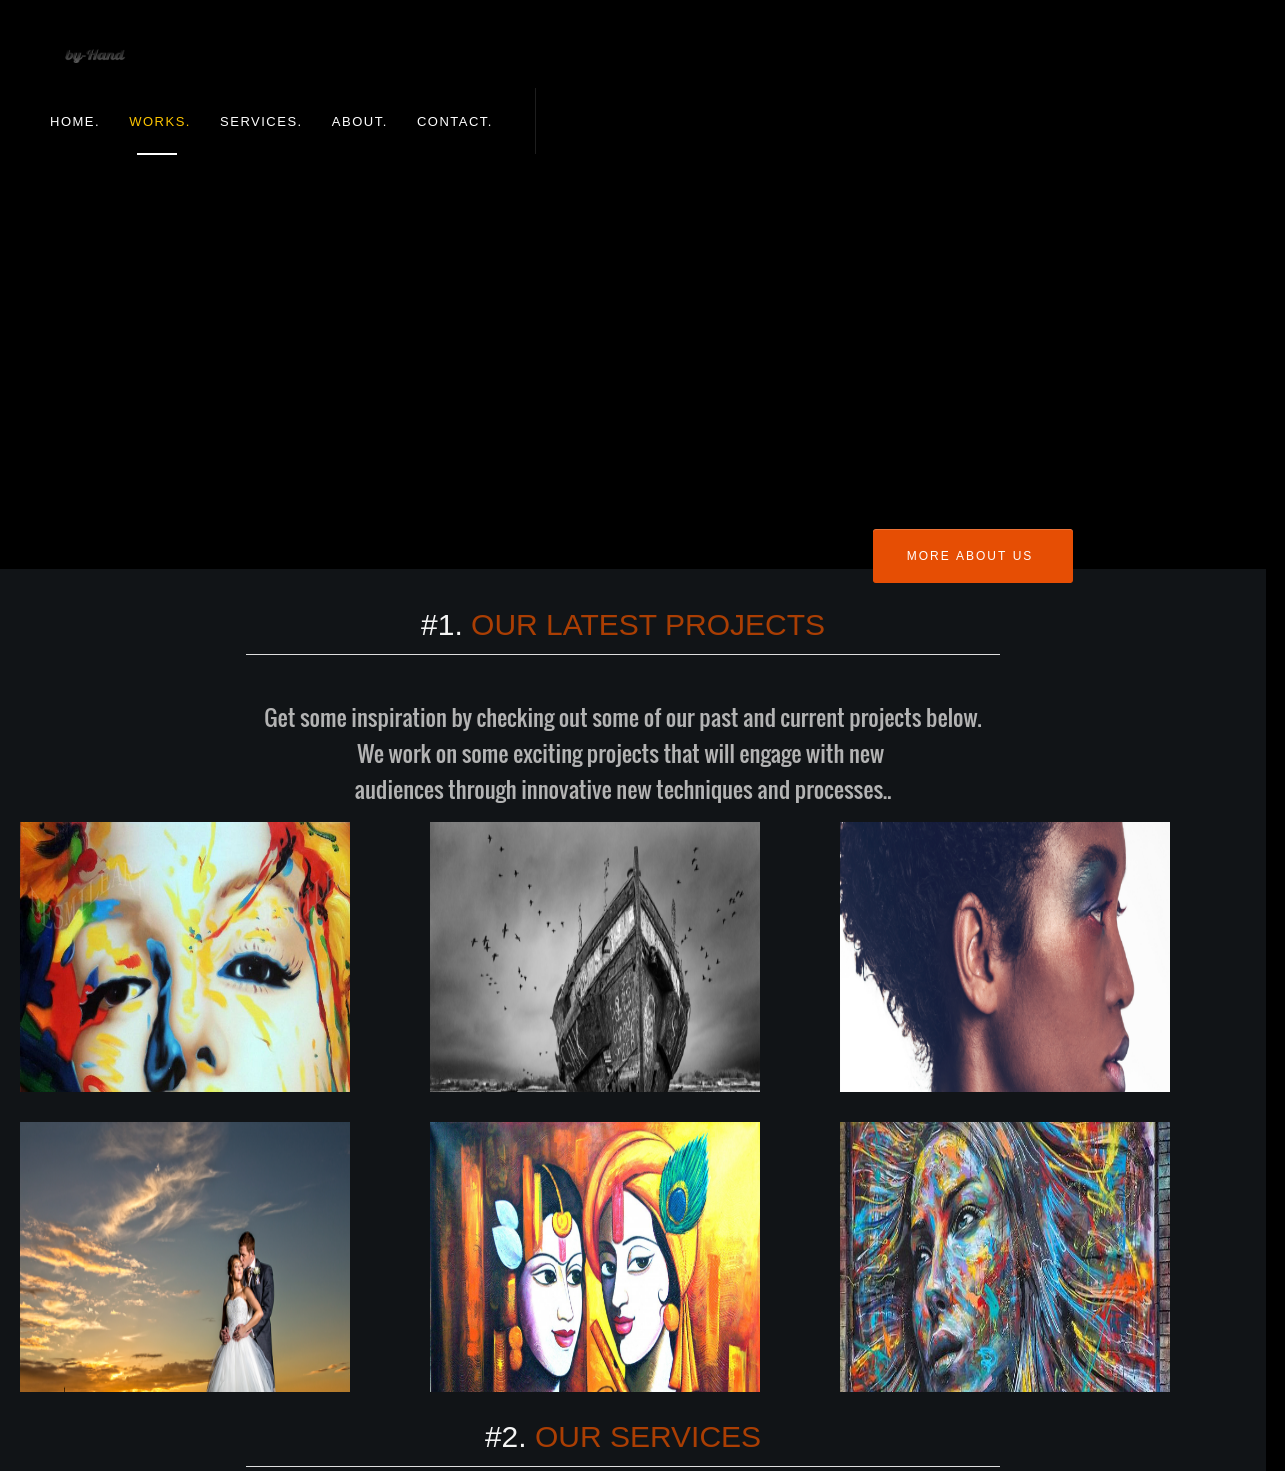 by-Hand
HOME. WORKS. SERVICES. ABOUT. CONTACT.
MORE ABOUT US
#1. OUR LATEST PROJECTS
Get some inspiration by checking out some of our past and current projects below.
We work on some exciting projects that will engage with new
audiences through innovative new techniques and processes..
#2. OUR SERVICES